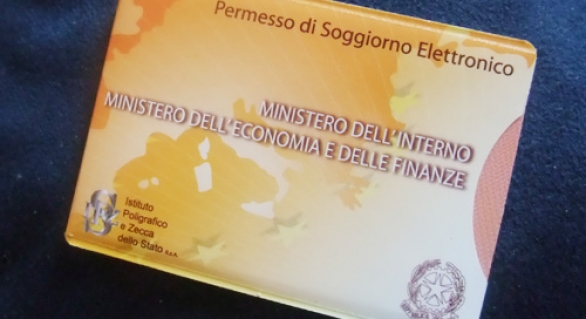 Permesso di Soggiorno Elettronico
MINISTERO DELL'INTERNO
MINISTERO DELL'ECONOMIA E DELLE FINANZE
Istituto
Poligrafico
e Zecca
dello Stato S.p.A.